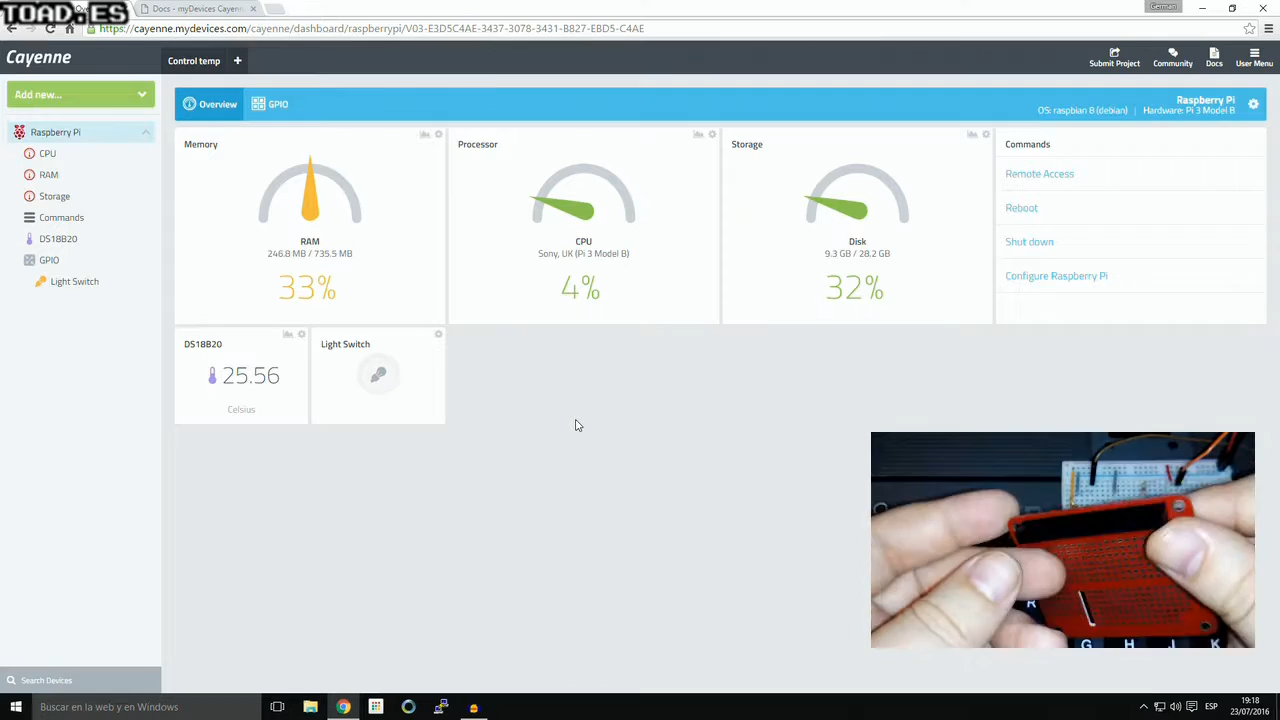 TOAD.ES
Docs - myDevices Cayenn
German
https://cayenne.mydevices.com/cayenne/dashboard/raspberrypi/V03-E3D5C4AE-3437-3078-3431-B827-EBD5-C4AE
Cayenne
Control temp
+
Submit Project
Community
Docs
User Menu
Add new...
Overview
GPIO
Raspberry Pi
OS: raspbian 8 (debian) | Hardware: Pi 3 Model B
Raspberry Pi
CPU
RAM
Storage
Commands
DS18B20
GPIO
Light Switch
Memory
RAM
246.8 MB / 735.5 MB
33%
Processor
CPU
Sony, UK (Pi 3 Model B)
4%
Storage
Disk
9.3 GB / 28.2 GB
32%
Commands
Remote Access
Reboot
Shut down
Configure Raspberry Pi
DS18B20
25.56
Celsius
Light Switch
R
G H J K
Search Devices
Buscar en la web y en Windows
ESP
19:18
23/07/2016